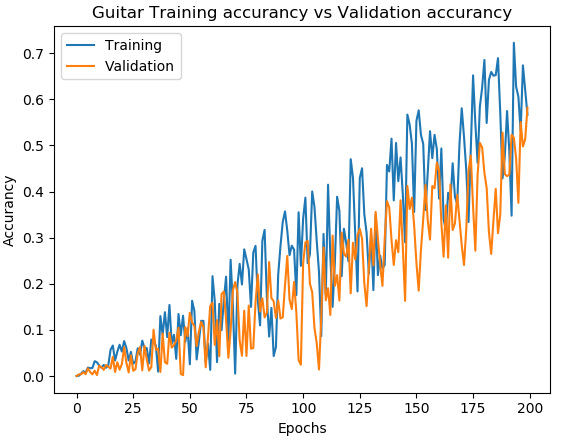 Guitar Training accurancy vs Validation accurancy
Training
Validation
0.7
0.6
0.5
0.4
0.3
0.2
0.1
0.0
Accurancy
0 25 50 75 100 125 150 175 200
Epochs